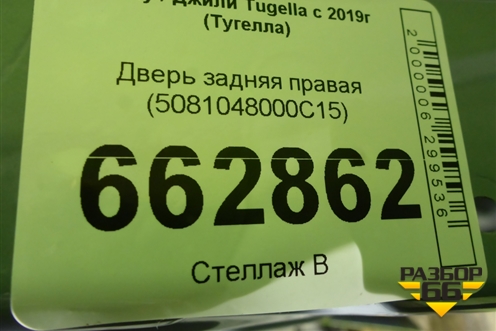 Джили Tugella с 2019г
(Тугелла)
Дверь задняя правая
(5081048000C15)
662862
Стеллаж В
2000006299536
РАЗБОР
66